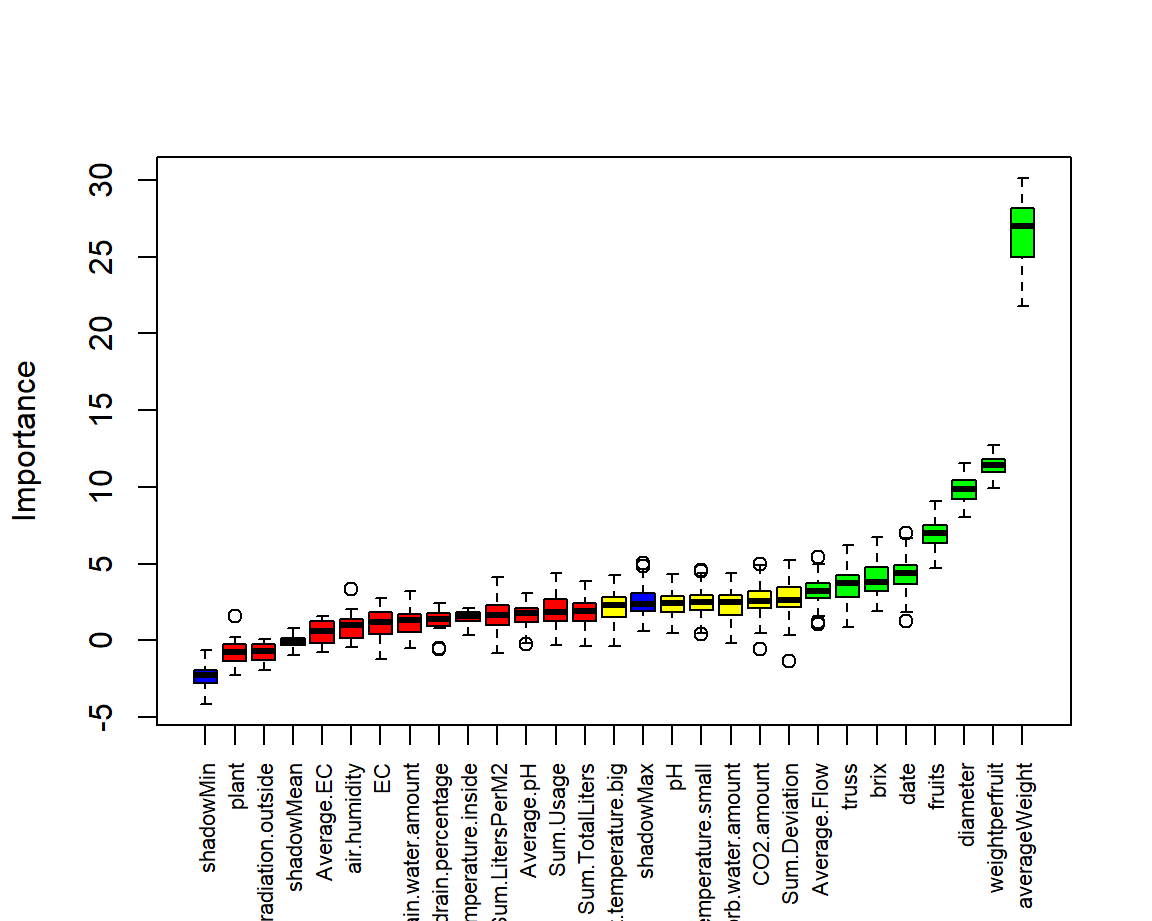 Importance
30
25
20
15
10
5
0
-5
shadowMin
plant
radiation.outside
shadowMean
Average.EC
air.humidity
EC
ain.water.amount
drain.percentage
mperature.inside
Sum.LitersPerM2
Average.pH
Sum.Usage
Sum.TotalLiters
.temperature.big
shadowMax
pH
emperature.small
orb.water.amount
CO2.amount
Sum.Deviation
Average.Flow
truss
brix
date
fruits
diameter
weightperfruit
averageWeight